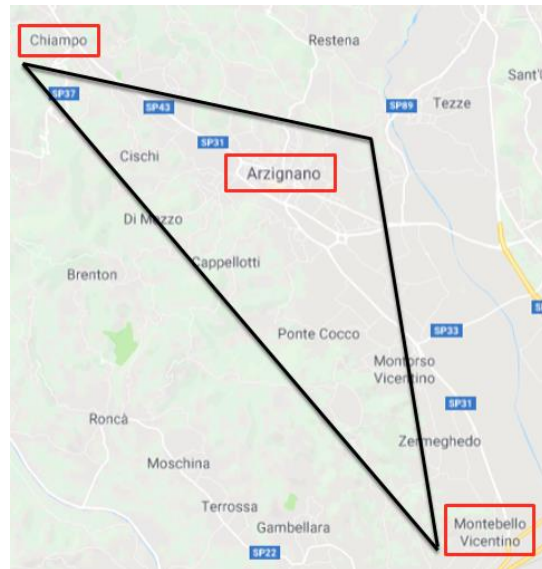 Chiampo
Restena
Sant'
SP37
SP43
SP89
Tezze
SP31
Cischi
Arzignano
Di Mazzo
Cappellotti
Brenton
Ponte Cocco
SP33
Montorso
Vicentino
SP31
Roncà
Zermeghedo
Moschina
Terrossa
Gambellara
Montebello
Vicentino
SP22